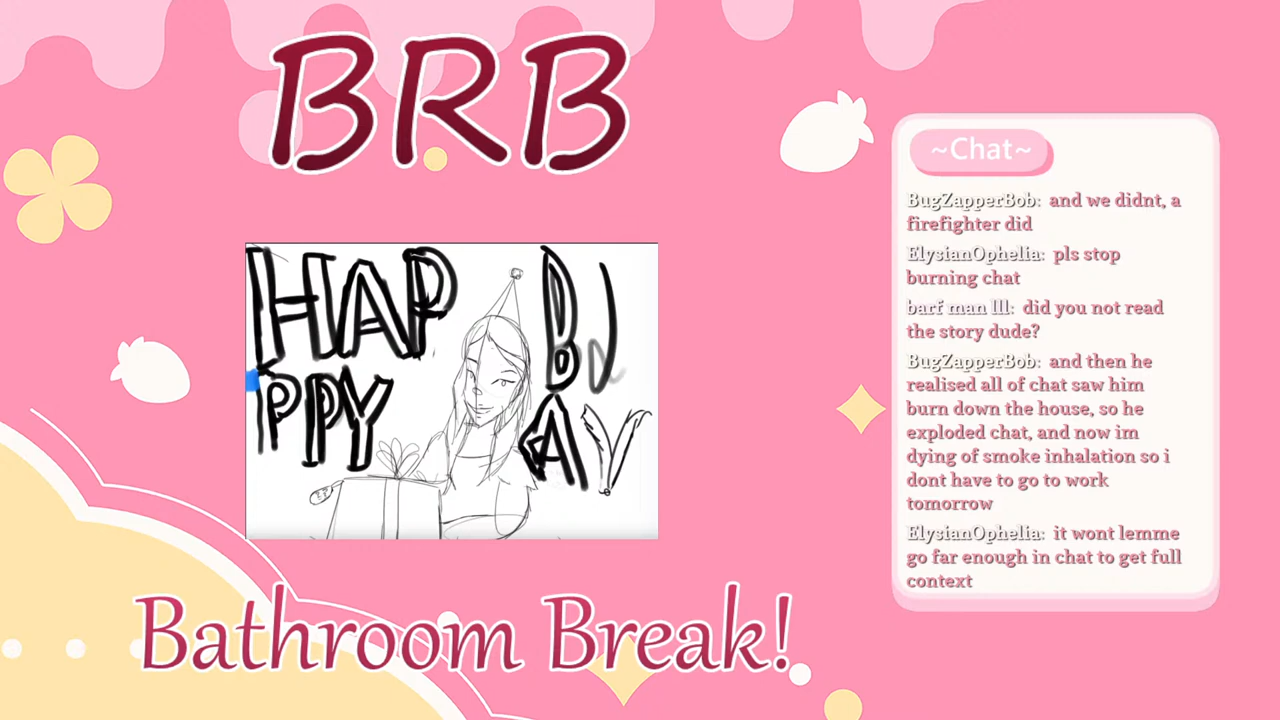 BRB
HAP
PPY
B
D
AY
Bathroom Break!
~Chat~
BugZapperBob: and we didnt, a
firefighter did
ElysianOphelia: pls stop
burning chat
barf man lll: did you not read
the story dude?
BugZapperBob: and then he
realised all of chat saw him
burn down the house, so he
exploded chat, and now im
dying of smoke inhalation so i
dont have to go to work
tomorrow
ElysianOphelia: it wont lemme
go far enough in chat to get full
context